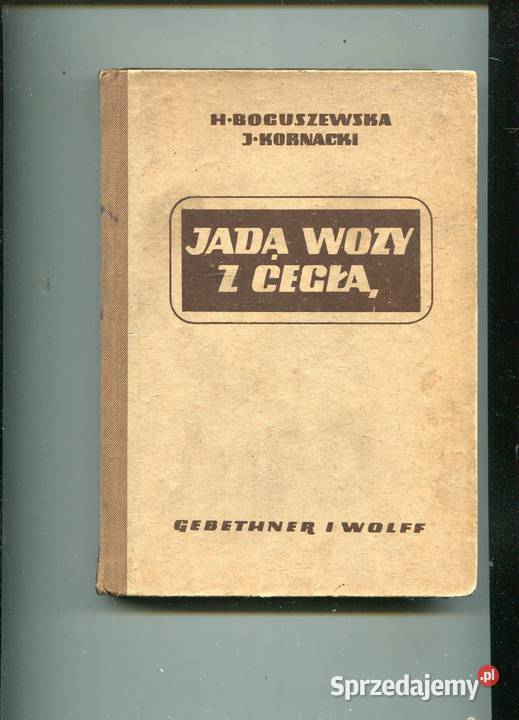 H·BOGUSZEWSKA
J·KORNACKI
JADĄ WOZY
Z CEGŁĄ
GEBETHNER I WOLFF
Sprzedajemy.pl